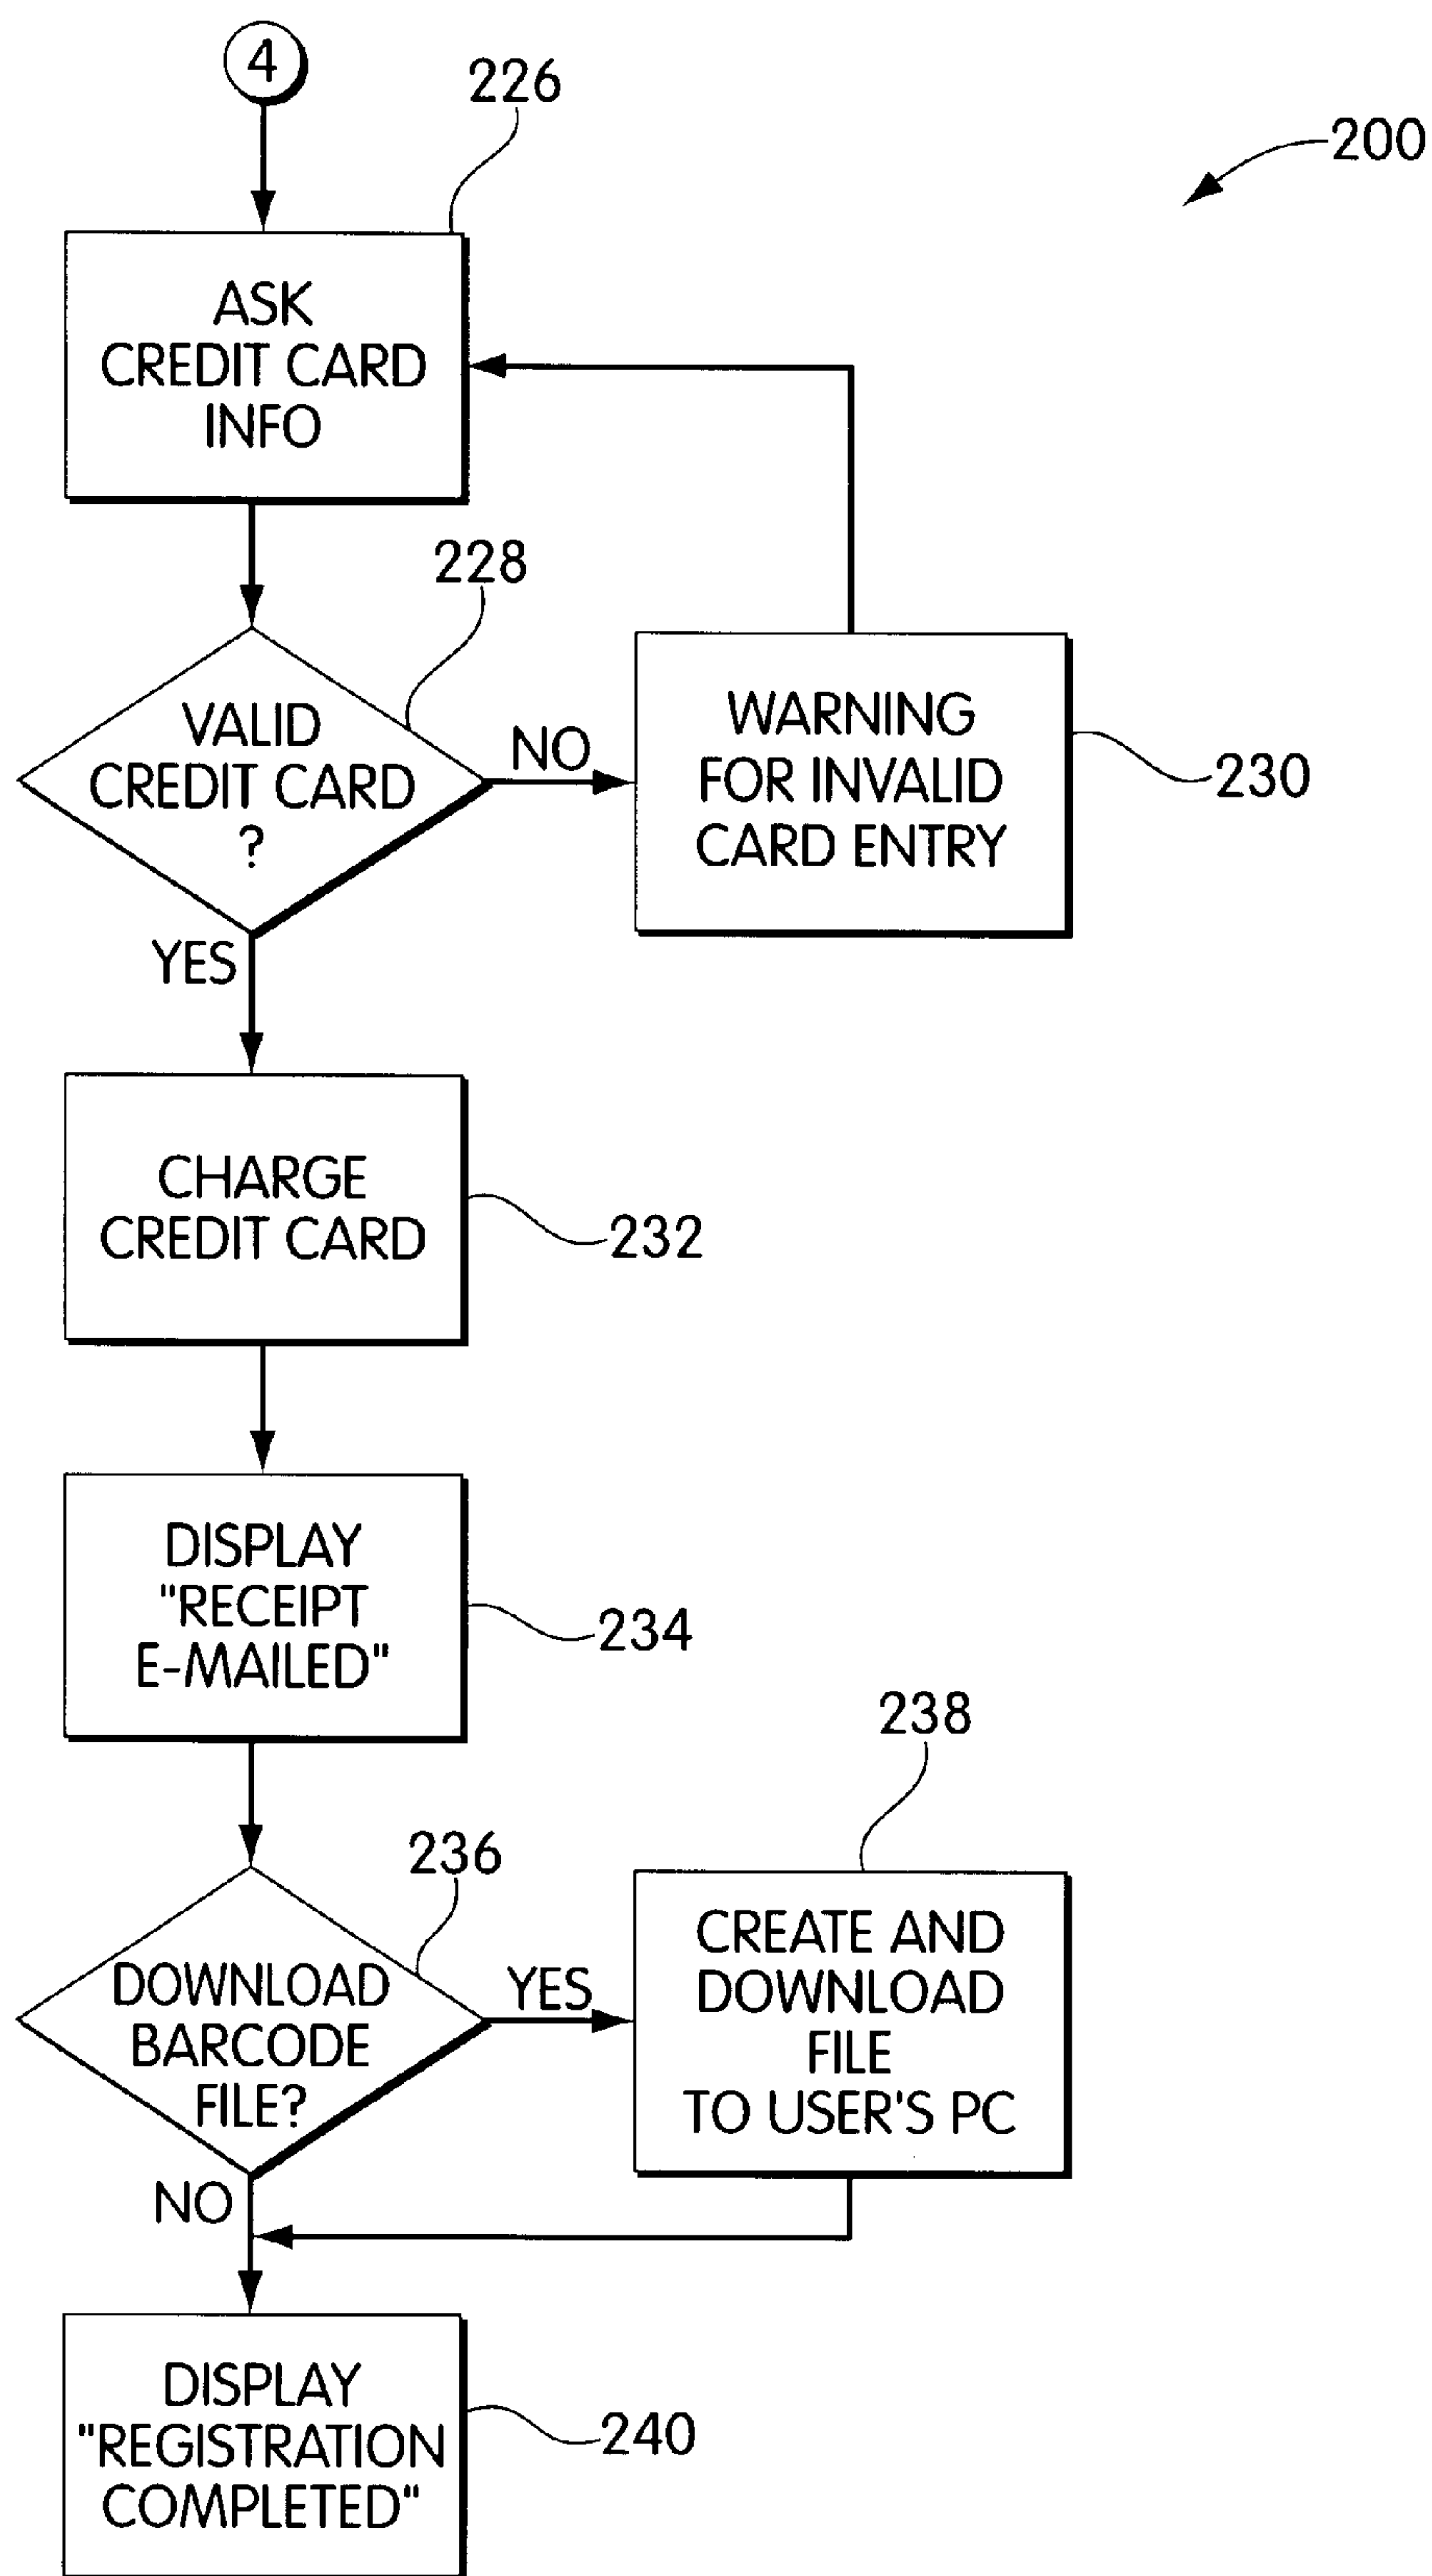 4
226
200
ASK
CREDIT CARD
INFO
228
VALID
CREDIT CARD
?
NO
WARNING
FOR INVALID
CARD ENTRY
230
YES
CHARGE
CREDIT CARD
232
DISPLAY
"RECEIPT
E-MAILED"
234
238
236
DOWNLOAD
BARCODE
FILE?
YES
CREATE AND
DOWNLOAD
FILE
TO USER'S PC
NO
DISPLAY
"REGISTRATION
COMPLETED"
240